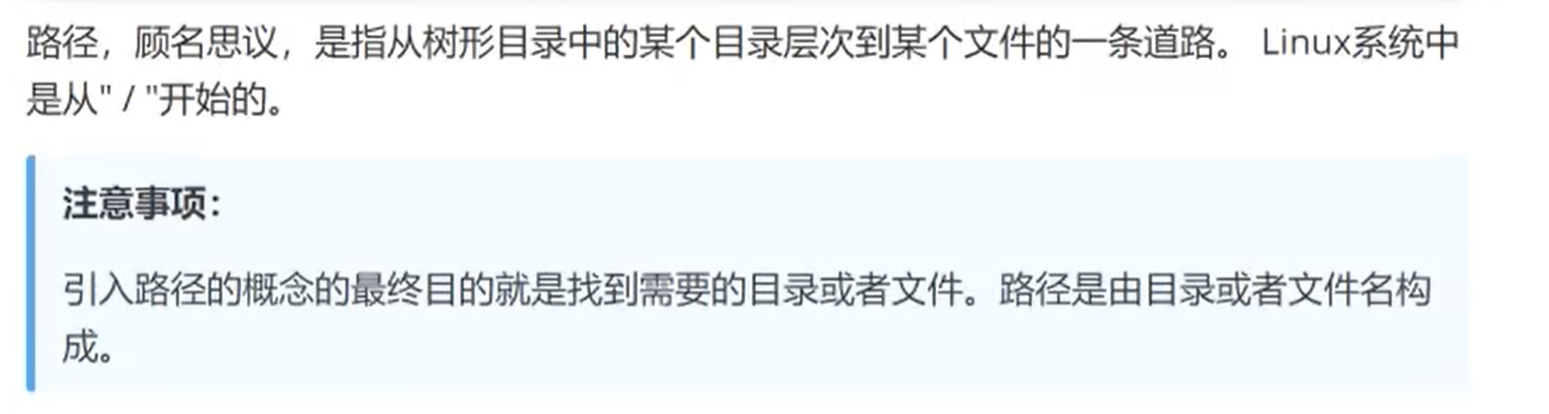 路径，顾名思义，是指从树形目录中的某个目录层次到某个文件的一条道路。 Linux系统中
是从" / "开始的。
注意事项：
引入路径的概念的最终目的就是找到需要的目录或者文件。路径是由目录或者文件名构
成。